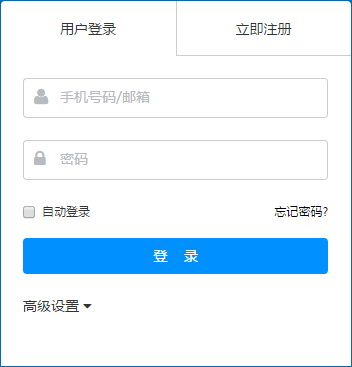 用户登录 立即注册
手机号码/邮箱
密码
自动登录 忘记密码?
登 录
高级设置